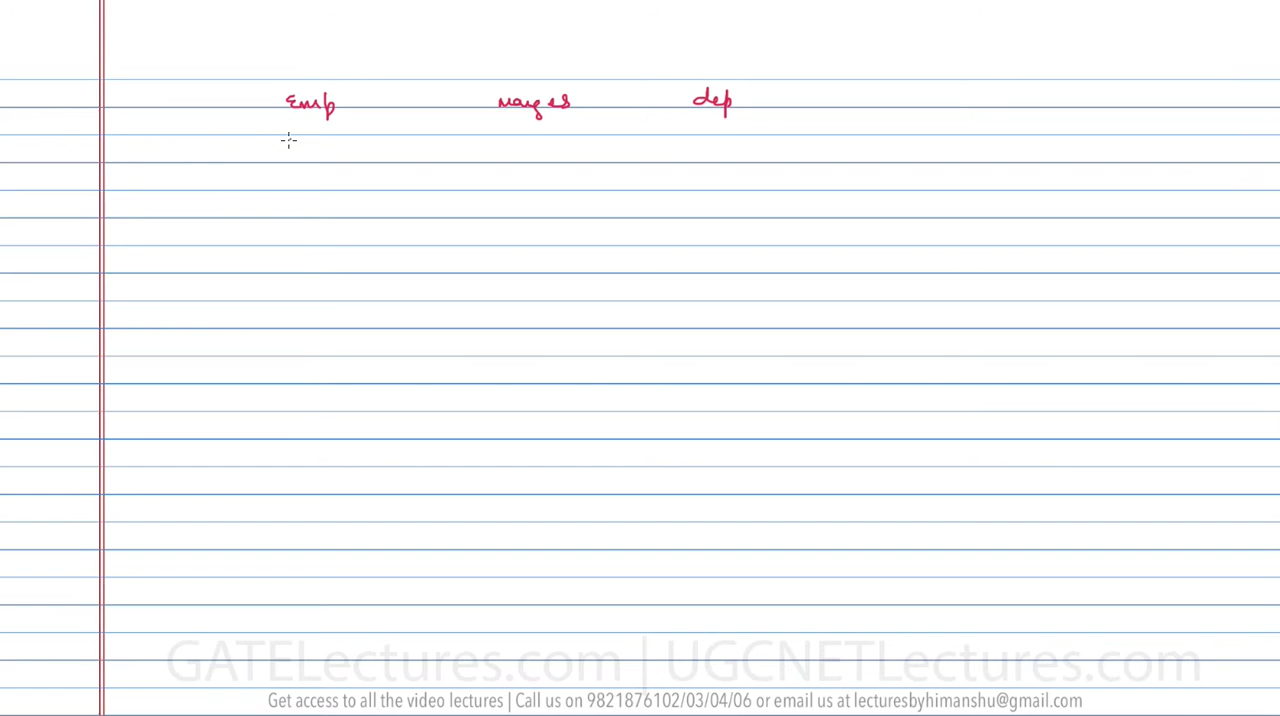 Emp manges dep
GATELectures.com | UGCNETLectures.com
Get access to all the video lectures | Call us on 9821876102/03/04/06 or email us at lecturesbyhimanshu@gmail.com